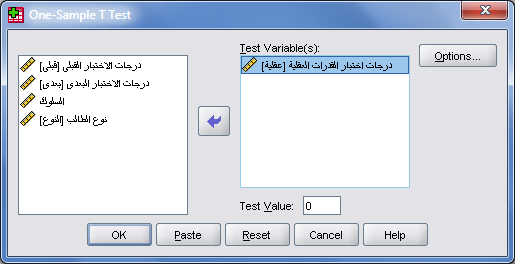 One-Sample T Test
درجات الاختبار القبلى [قبلى]
درجات الاختبار البعدى [بعدى]
السلوك
نوع الطالب [النوع]
Test Variable(s):
درجات اختبار القدرات العقلية [عقلية]
Options...
Test Value: 0
OK Paste Reset Cancel Help